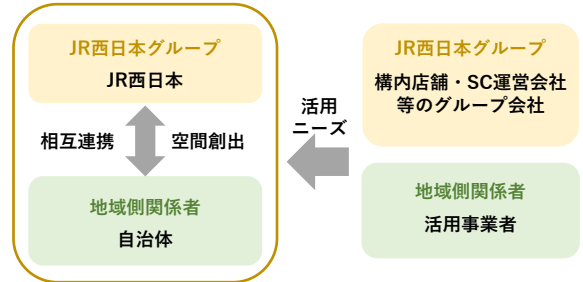 JR西日本グループ
JR西日本
相互連携
空間創出
地域側関係者
自治体
活用
ニーズ
JR西日本グループ
構内店舗・SC運営会社
等のグループ会社
地域側関係者
活用事業者